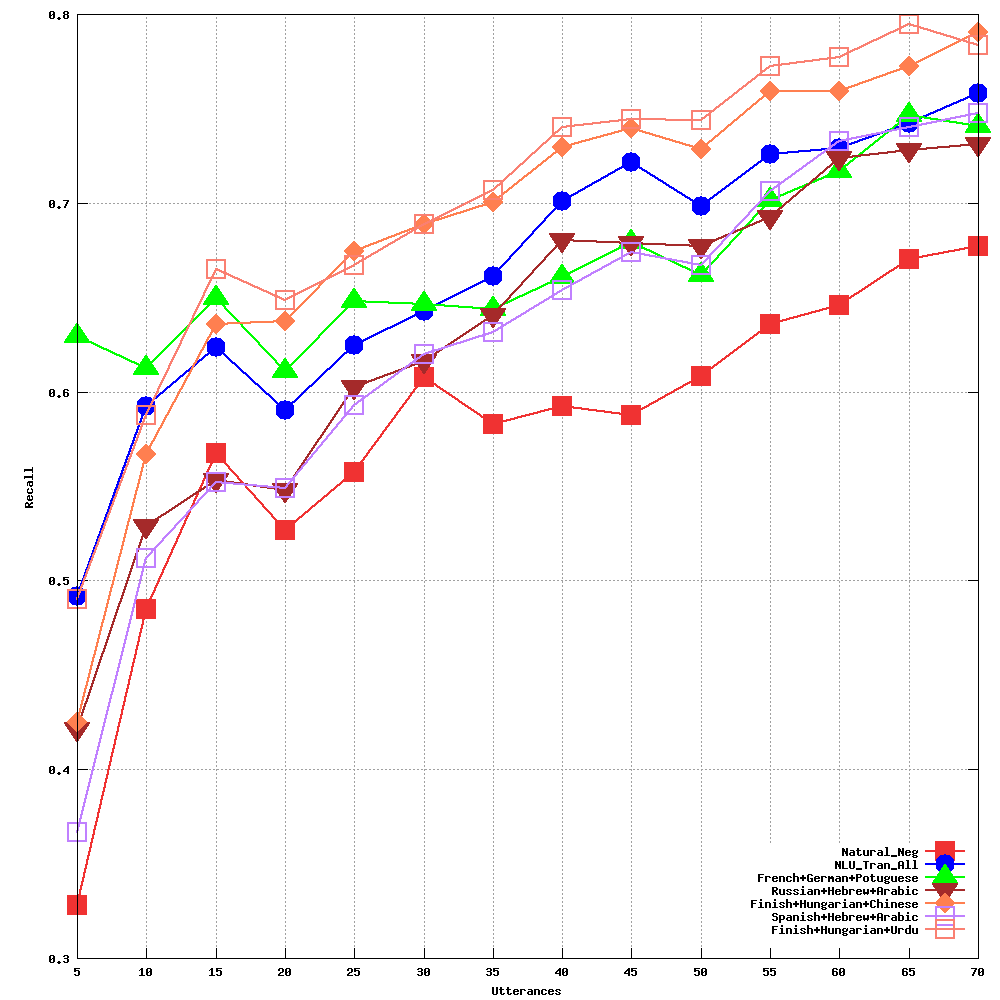 0.8
0.7
0.6
0.5
0.4
0.3
Recall
5 10 15 20 25 30 35 40 45 50 55 60 65 70
Utterances
Natural_Neg
NLU_Tran_All
French+German+Potuguese
Russian+Hebrew+Arabic
Finish+Hungarian+Chinese
Spanish+Hebrew+Arabic
Finish+Hungarian+Urdu